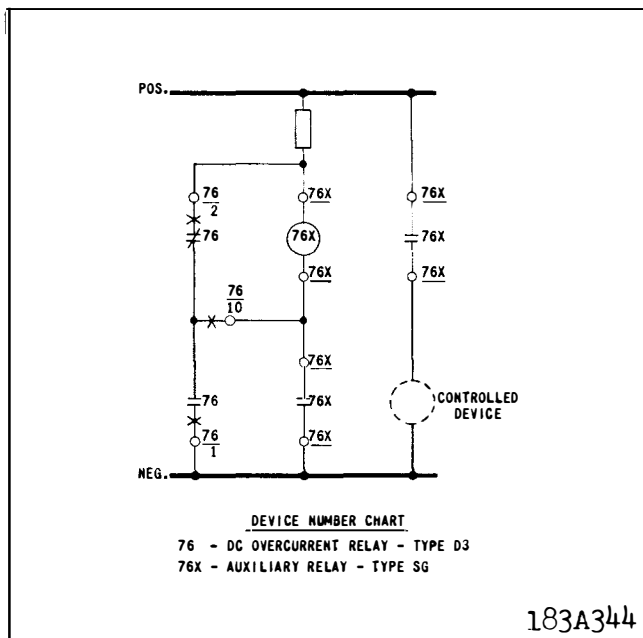 POS.
76
2
76X
76X
76
76X
76X
76X
76X
76
10
76X
76
76X
CONTROLLED
DEVICE
76
1
76X
NEG.
DEVICE NUMBER CHART
76 - DC OVERCURRENT RELAY - TYPE D3
76X - AUXILIARY RELAY - TYPE SG
183A344